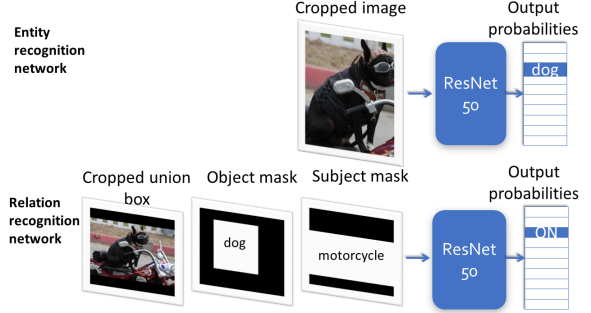 Cropped image
Output
probabilities
Entity
recognition
network
dog
ResNet
50
Cropped union
box
Object mask
Subject mask
Output
probabilities
Relation
recognition
network
dog
motorcycle
ResNet
50
ON